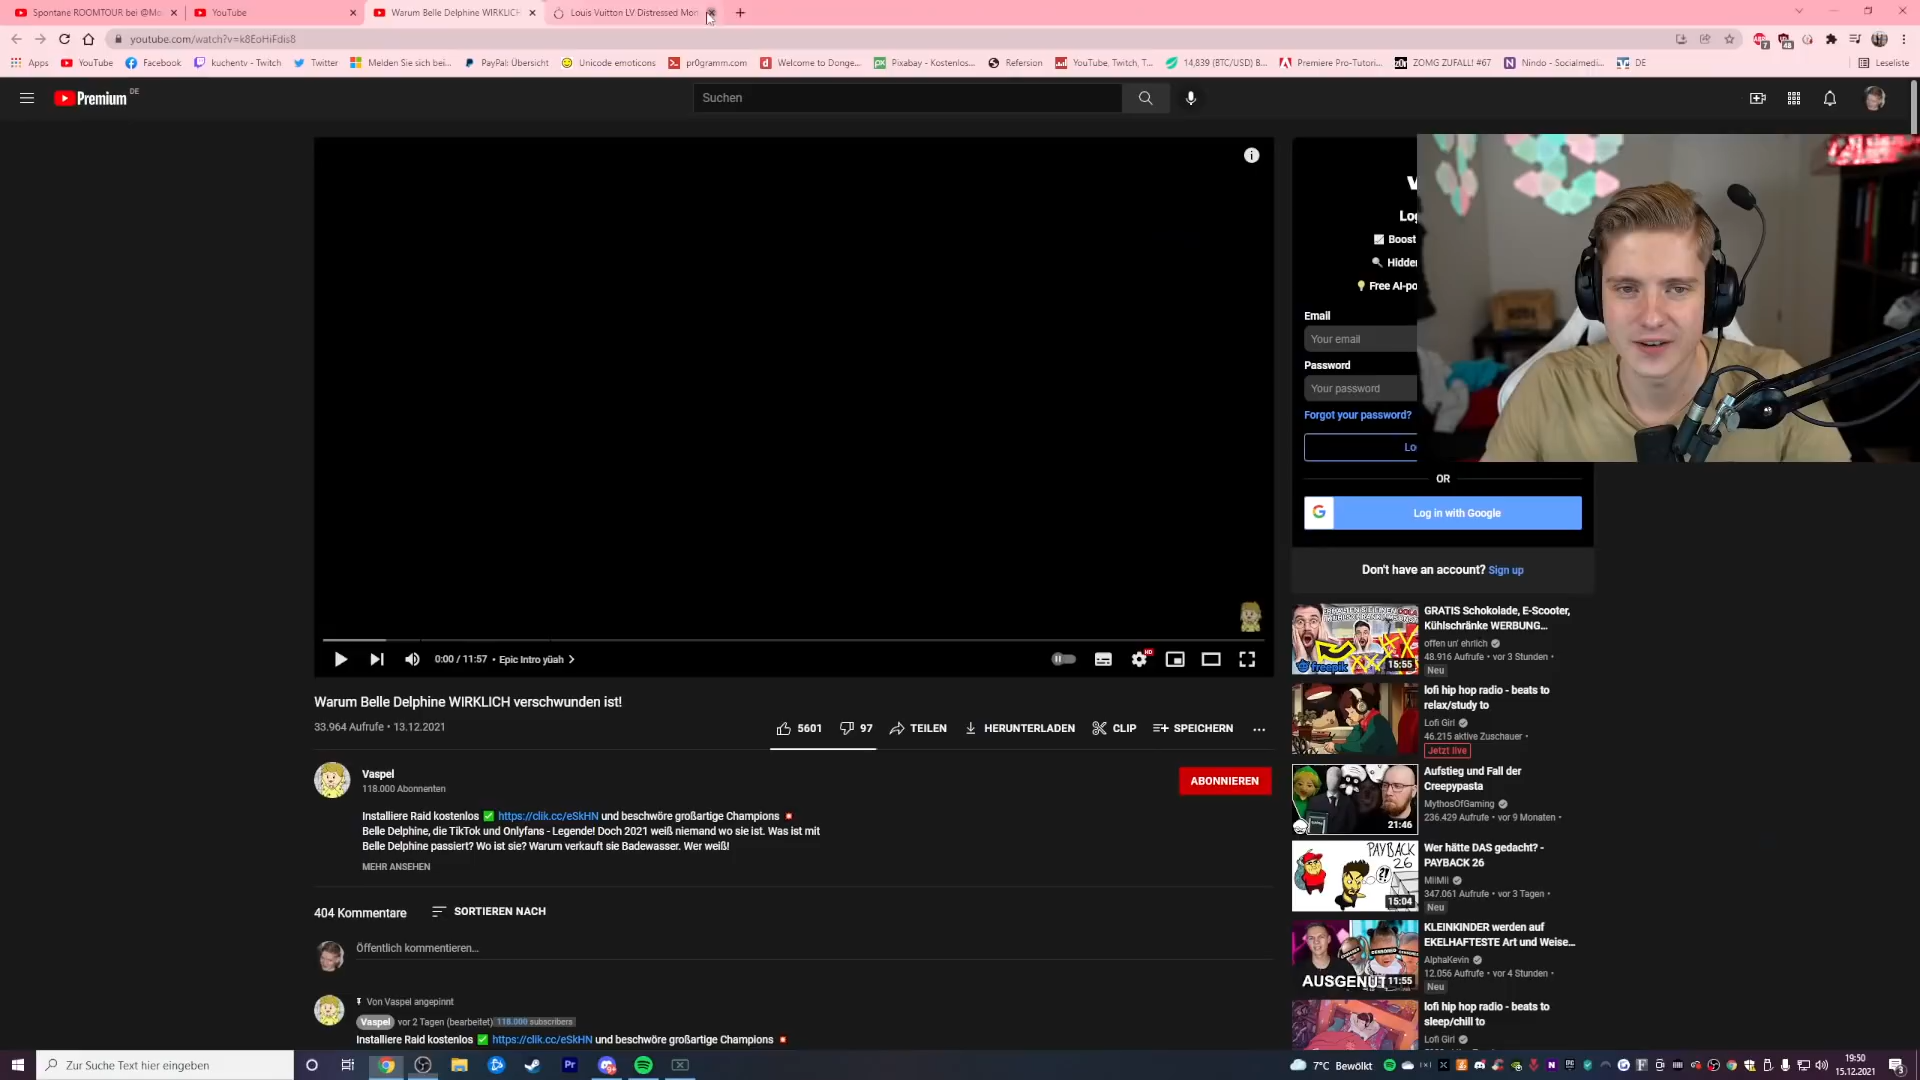 Spontane ROOMTOUR bei @Mo
YouTube
Warum Belle Delphine WIRKLICH
Louis Vuitton LV Distressed Mon
youtube.com/watch?v=k8EoHiFdis8
Apps
YouTube
Facebook
kuchentv - Twitch
Twitter
Melden Sie sich bei...
PayPal: Übersicht
Unicode emoticons
pr0gramm.com
Welcome to Donge...
Pixabay - Kostenlos...
Refersion
YouTube, Twitch, T...
14,839 (BTC/USD) B...
Premiere Pro-Tutori...
ZOMG ZUFALL! #67
Nindo - Socialmedi...
DE
Leseliste
Premium DE
Suchen
Log
Boost
Hidder
Free AI-po
Email
Your email
Password
Your password
Forgot your password?
Lo
OR
Log in with Google
Don't have an account? Sign up
0:00 / 11:57 • Epic Intro yüah
HD
Warum Belle Delphine WIRKLICH verschwunden ist!
33.964 Aufrufe • 13.12.2021
5601
97
TEILEN
HERUNTERLADEN
CLIP
SPEICHERN
Vaspel
118.000 Abonnenten
ABONNIEREN
Installiere Raid kostenlos ✅ https://clik.cc/eSkHN und beschwöre großartige Champions
Belle Delphine, die TikTok und Onlyfans - Legende! Doch 2021 weiß niemand wo sie ist. Was ist mit
Belle Delphine passiert? Wo ist sie? Warum verkauft sie Badewasser. Wer weiß!
MEHR ANSEHEN
404 Kommentare
SORTIEREN NACH
Öffentlich kommentieren...
Von Vaspel angepinnt
Vaspel vor 2 Tagen (bearbeitet) 118.000 subscribers
Installiere Raid kostenlos ✅ https://clik.cc/eSkHN und beschwöre großartige Champions
freepik
15:55
GRATIS Schokolade, E-Scooter,
Kühlschränke WERBUNG...
offen un' ehrlich
48.916 Aufrufe • vor 3 Stunden •
Neu
lofi hip hop radio - beats to
relax/study to
Lofi Girl
46.215 aktive Zuschauer •
Jetzt live
21:46
Aufstieg und Fall der
Creepypasta
MythosOfGaming
236.429 Aufrufe • vor 9 Monaten •
PAYBACK
26
15:04
Wer hätte DAS gedacht? -
PAYBACK 26
MiiMii
347.061 Aufrufe • vor 3 Tagen •
Neu
AUSGENUT
11:55
KLEINKINDER werden auf
EKELHAFTESTE Art und Weise...
AlphaKevin
12.056 Aufrufe • vor 4 Stunden •
Neu
lofi hip hop radio - beats to
sleep/chill to
Lofi Girl
Zur Suche Text hier eingeben
7°C Bewölkt
19:50
15.12.2021